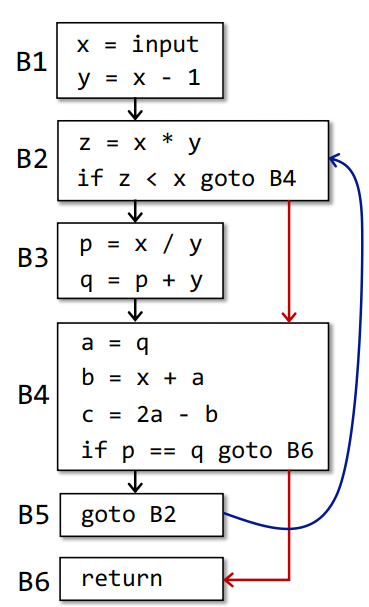 B1
x = input
y = x - 1
B2
z = x * y
if z < x goto B4
B3
p = x / y
q = p + y
B4
a = q
b = x + a
c = 2a - b
if p == q goto B6
B5
goto B2
B6
return